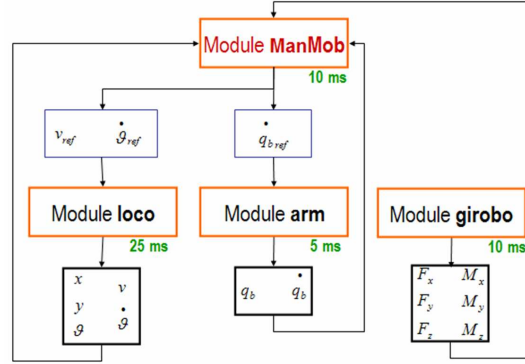 Module ManMob
10 ms
v_ref ϑ̇_ref
q̇_b ref
Module loco
25 ms
Module arm
5 ms
Module girobo
10 ms
x
v
y
ϑ ϑ̇
q_b q̇_b
F_x M_x
F_y M_y
F_z M_z